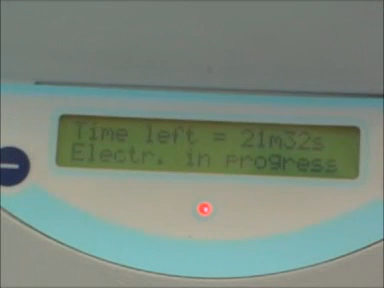 Time left = 21m32s
Electr. in progress